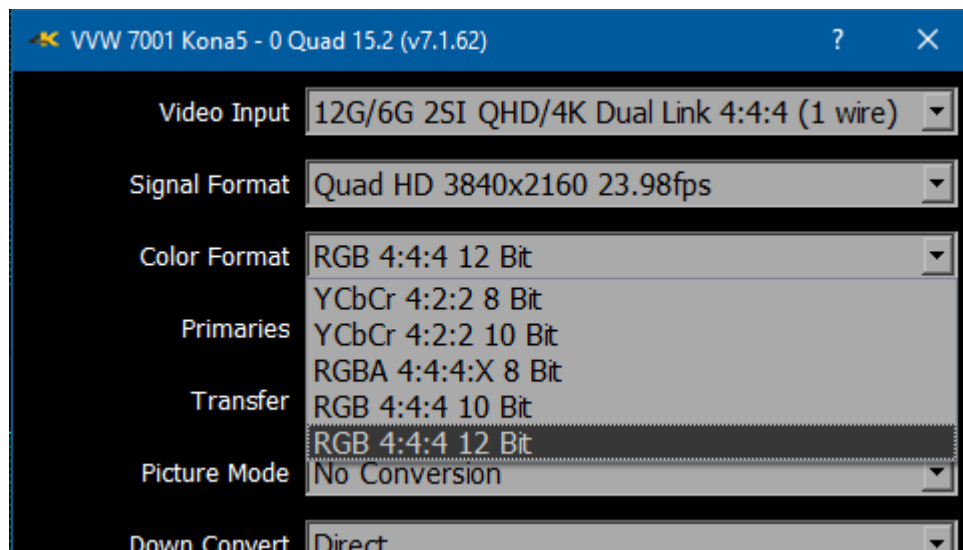 VVW 7001 Kona5 - 0 Quad 15.2 (v7.1.62) ? ×
Video Input 12G/6G 2SI QHD/4K Dual Link 4:4:4 (1 wire)
Signal Format Quad HD 3840x2160 23.98fps
Color Format RGB 4:4:4 12 Bit
YCbCr 4:2:2 8 Bit
Primaries YCbCr 4:2:2 10 Bit
RGBA 4:4:4:X 8 Bit
Transfer RGB 4:4:4 10 Bit
RGB 4:4:4 12 Bit
Picture Mode No Conversion
Down Convert Direct